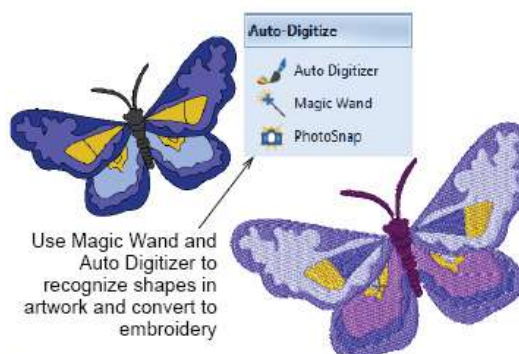 Auto-Digitize
Auto Digitizer
Magic Wand
PhotoSnap
Use Magic Wand and
Auto Digitizer to
recognize shapes in
artwork and convert to
embroidery